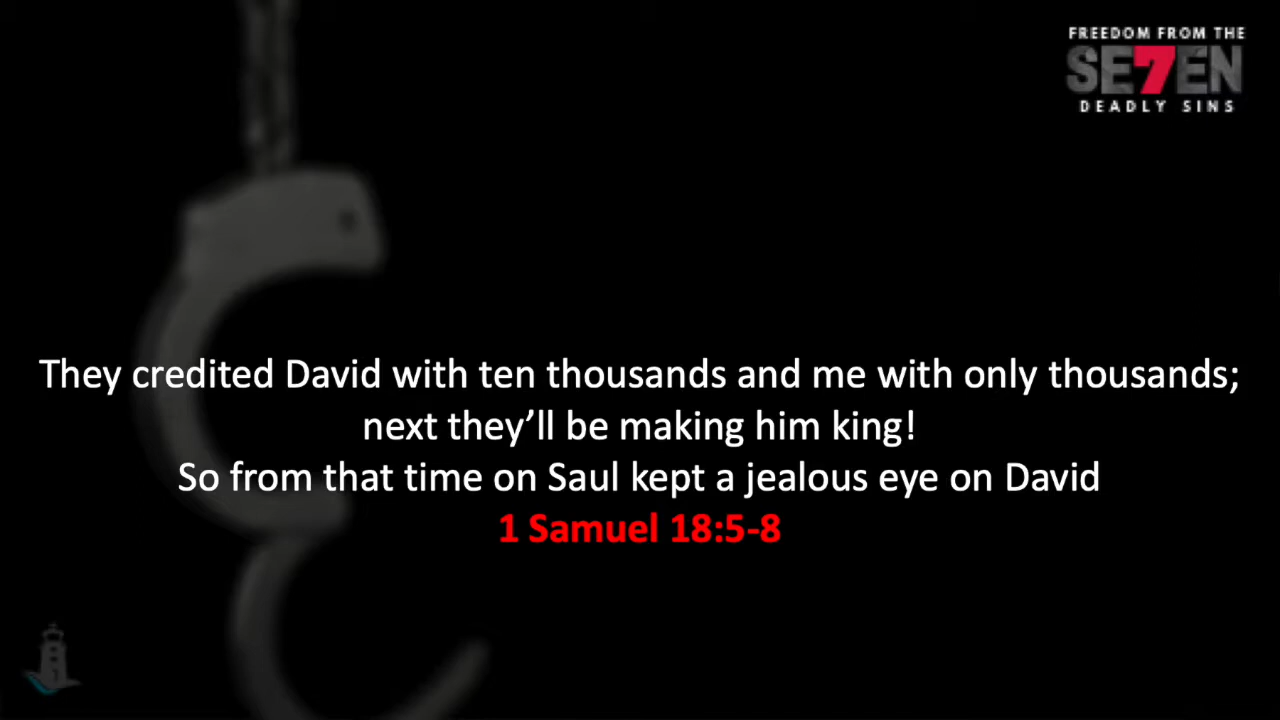 FREEDOM FROM THE
SE7EN
DEADLY SINS
They credited David with ten thousands and me with only thousands;
next they’ll be making him king!
So from that time on Saul kept a jealous eye on David
1 Samuel 18:5-8